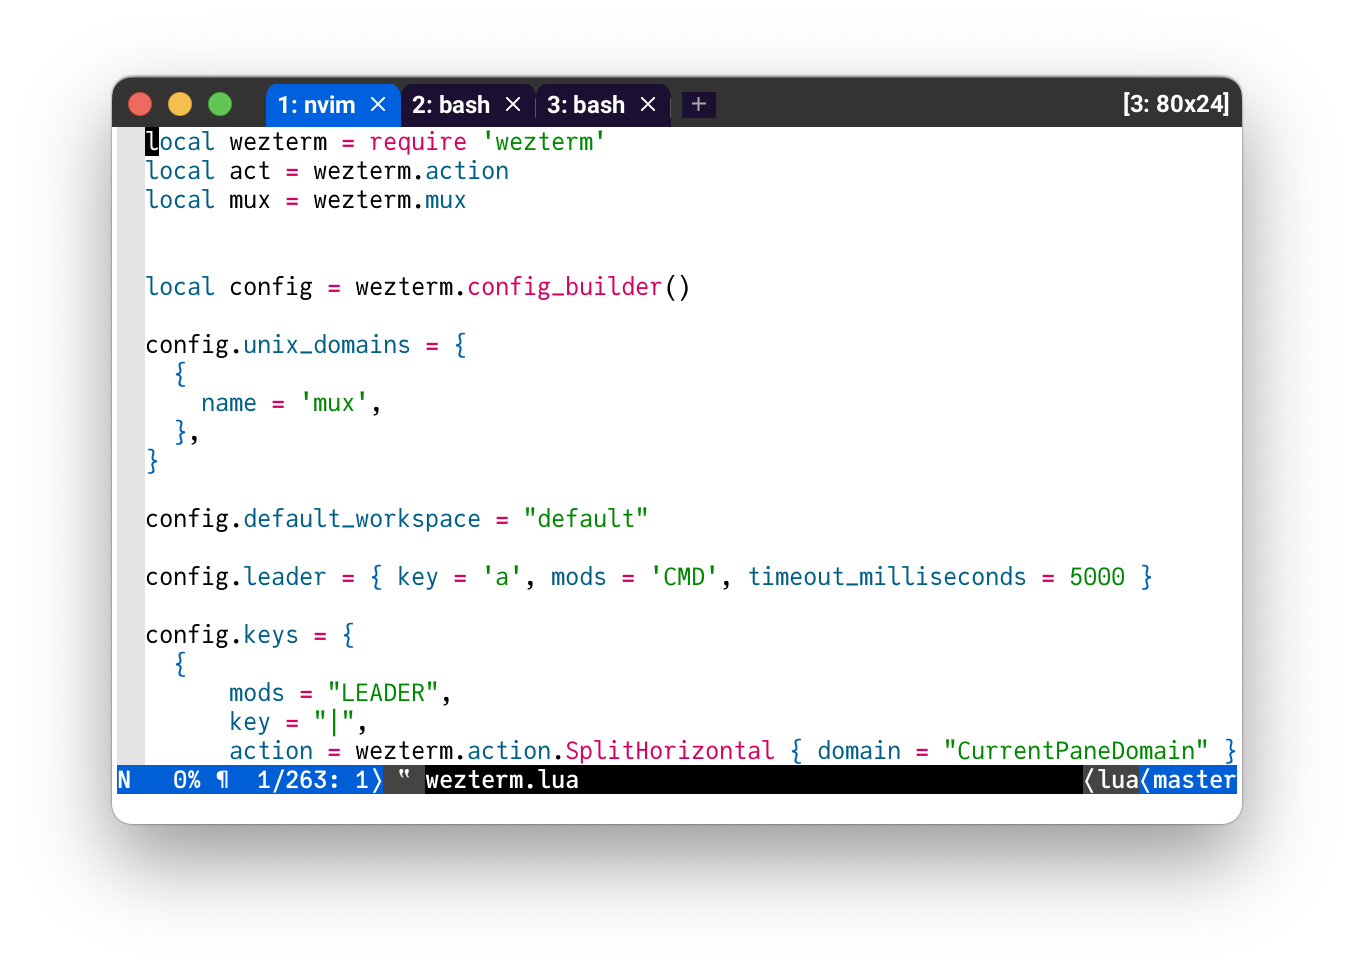 1: nvim × 2: bash × 3: bash × + [3: 80x24]
local wezterm = require 'wezterm'
local act = wezterm.action
local mux = wezterm.mux
local config = wezterm.config_builder()
config.unix_domains = {
  {
    name = 'mux',
  },
}
config.default_workspace = "default"
config.leader = { key = 'a', mods = 'CMD', timeout_milliseconds = 5000 }
config.keys = {
  {
      mods = "LEADER",
      key = "|",
      action = wezterm.action.SplitHorizontal { domain = "CurrentPaneDomain" }
N   0% ¶  1/263: 1⟩ ‟ wezterm.lua ⟨lua⟨master